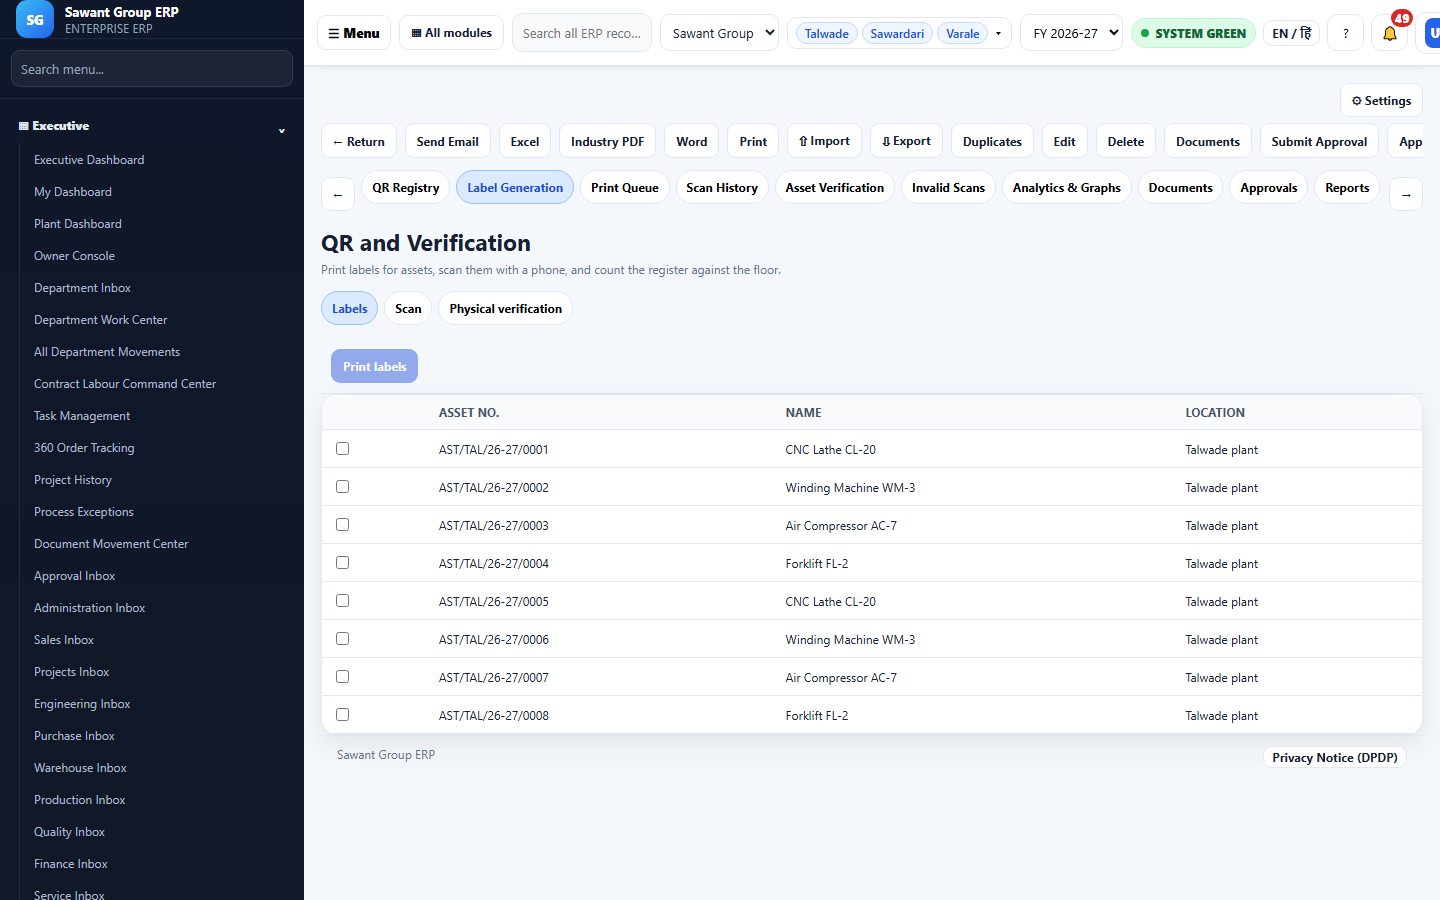 SG
Sawant Group ERP
ENTERPRISE ERP
Search menu...
Executive
Executive Dashboard
My Dashboard
Plant Dashboard
Owner Console
Department Inbox
Department Work Center
All Department Movements
Contract Labour Command Center
Task Management
360 Order Tracking
Project History
Process Exceptions
Document Movement Center
Approval Inbox
Administration Inbox
Sales Inbox
Projects Inbox
Engineering Inbox
Purchase Inbox
Warehouse Inbox
Production Inbox
Quality Inbox
Finance Inbox
Service Inbox
☰ Menu
All modules
Search all ERP reco...
Sawant Group
Talwade Sawardari Varale
FY 2026-27
SYSTEM GREEN
EN / हिं
?
49
U
⚙ Settings
← Return Send Email Excel Industry PDF Word Print ⇧ Import ⇩ Export Duplicates Edit Delete Documents Submit Approval App
← QR Registry Label Generation Print Queue Scan History Asset Verification Invalid Scans Analytics & Graphs Documents Approvals Reports →
QR and Verification
Print labels for assets, scan them with a phone, and count the register against the floor.
Labels Scan Physical verification
Print labels
ASSET NO. NAME LOCATION
AST/TAL/26-27/0001 CNC Lathe CL-20 Talwade plant
AST/TAL/26-27/0002 Winding Machine WM-3 Talwade plant
AST/TAL/26-27/0003 Air Compressor AC-7 Talwade plant
AST/TAL/26-27/0004 Forklift FL-2 Talwade plant
AST/TAL/26-27/0005 CNC Lathe CL-20 Talwade plant
AST/TAL/26-27/0006 Winding Machine WM-3 Talwade plant
AST/TAL/26-27/0007 Air Compressor AC-7 Talwade plant
AST/TAL/26-27/0008 Forklift FL-2 Talwade plant
Sawant Group ERP
Privacy Notice (DPDP)